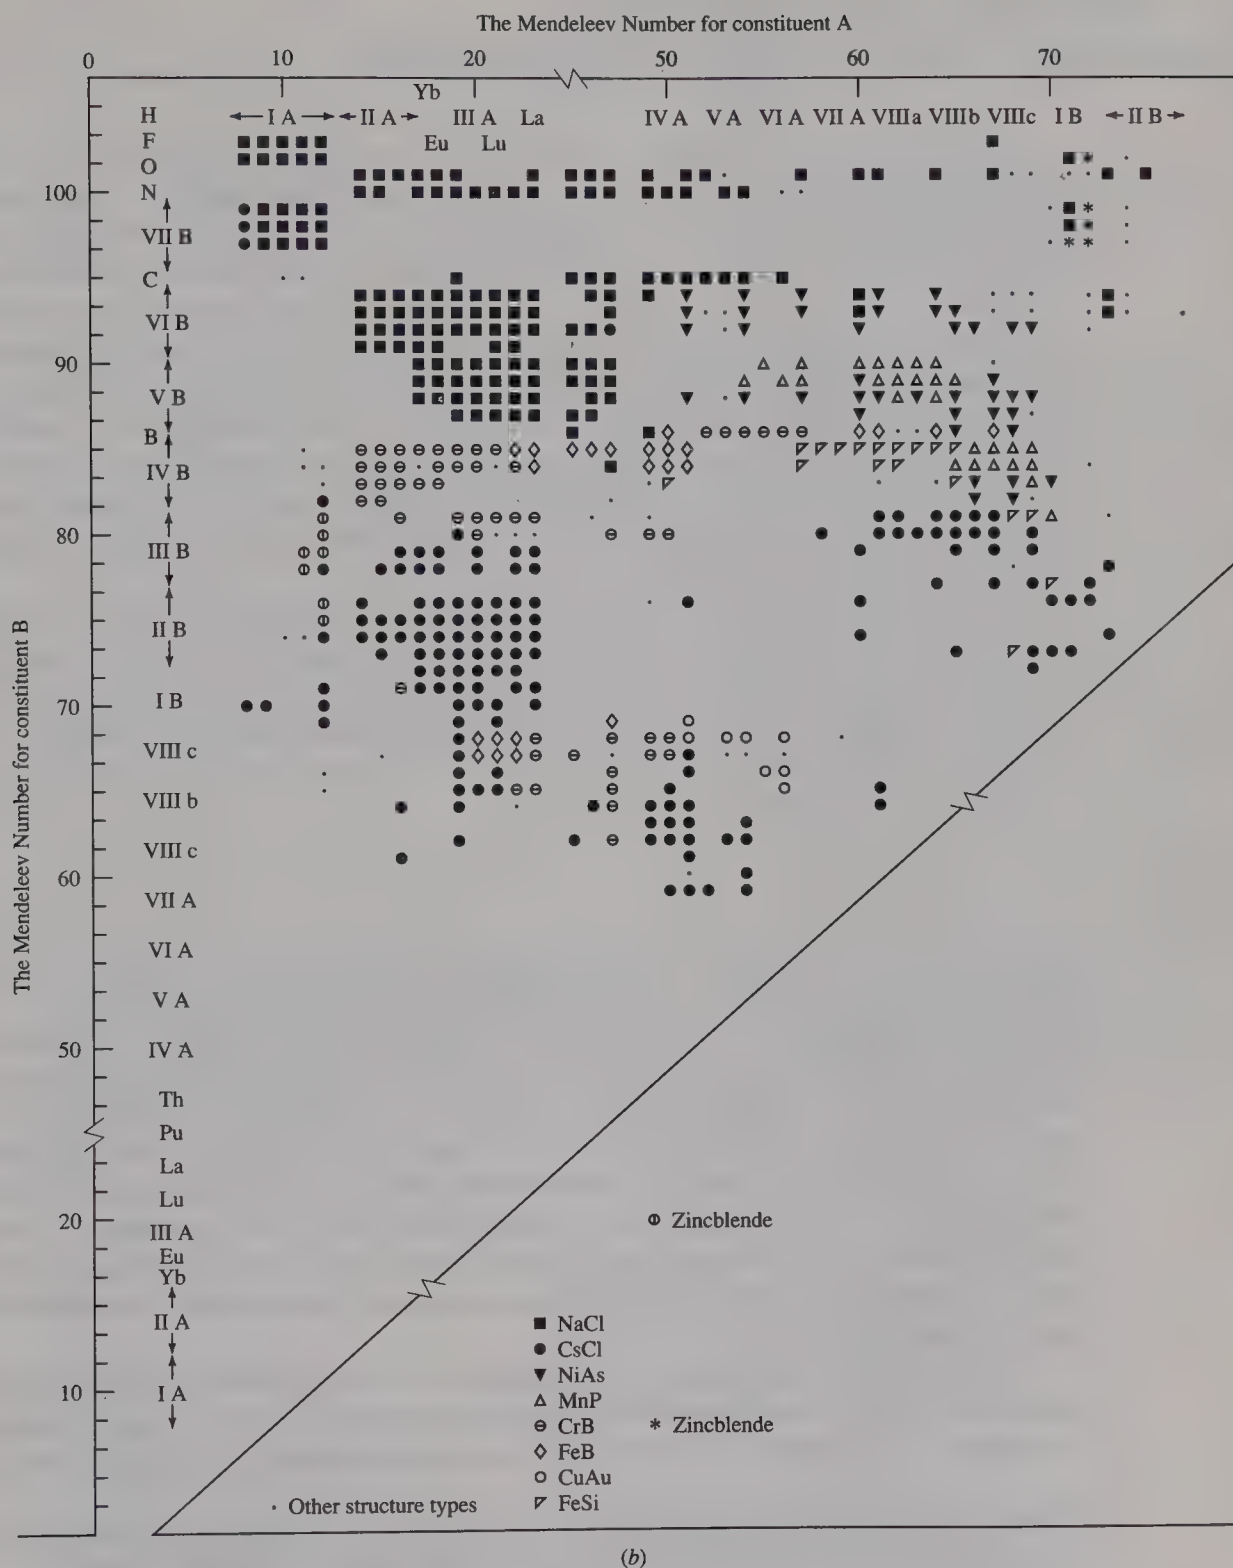 The Mendeleev Number for constituent A
0 10 20 50 60 70
Yb
H I A II A III A La IV A V A VI A VII A VIIIa VIIIb VIIIc I B II B
F Eu Lu
O
100 N
VII B
C
VI B
90
V B
B
IV B
80
III B
II B
70 I B
VIII c
VIII b
VIII c
60
VII A
VI A
V A
50 IV A
Th
Pu
La
Lu
20 Zincblende
III A
Eu
Yb
II A
10 I A
The Mendeleev Number for constituent B
NaCl
CsCl
NiAs
MnP
CrB Zincblende
FeB
CuAu
FeSi
Other structure types
(b)